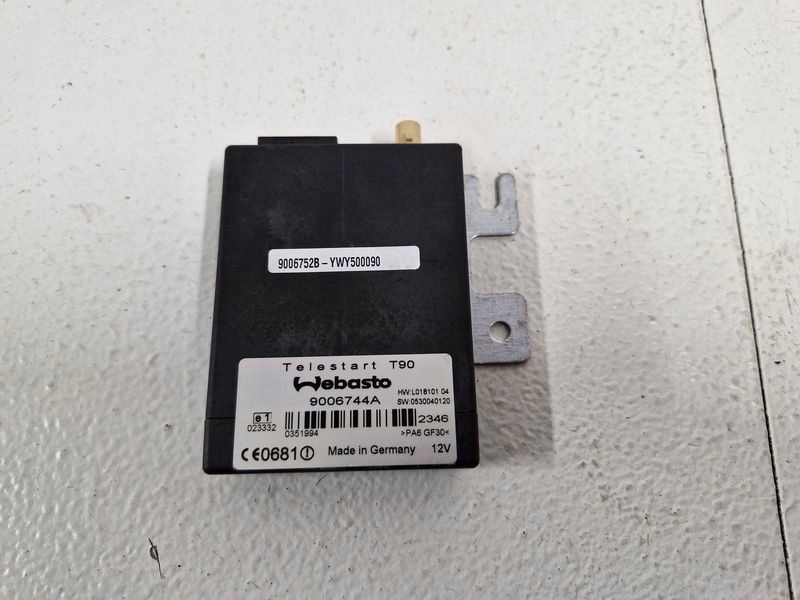 9006752B - YWY500090
Telestart T90
Webasto
9006744A
HW:L018101 04
SW:0530040120
e1
023332
0351994
2346
>PA6 GF30<
CE0681
Made in Germany
12V